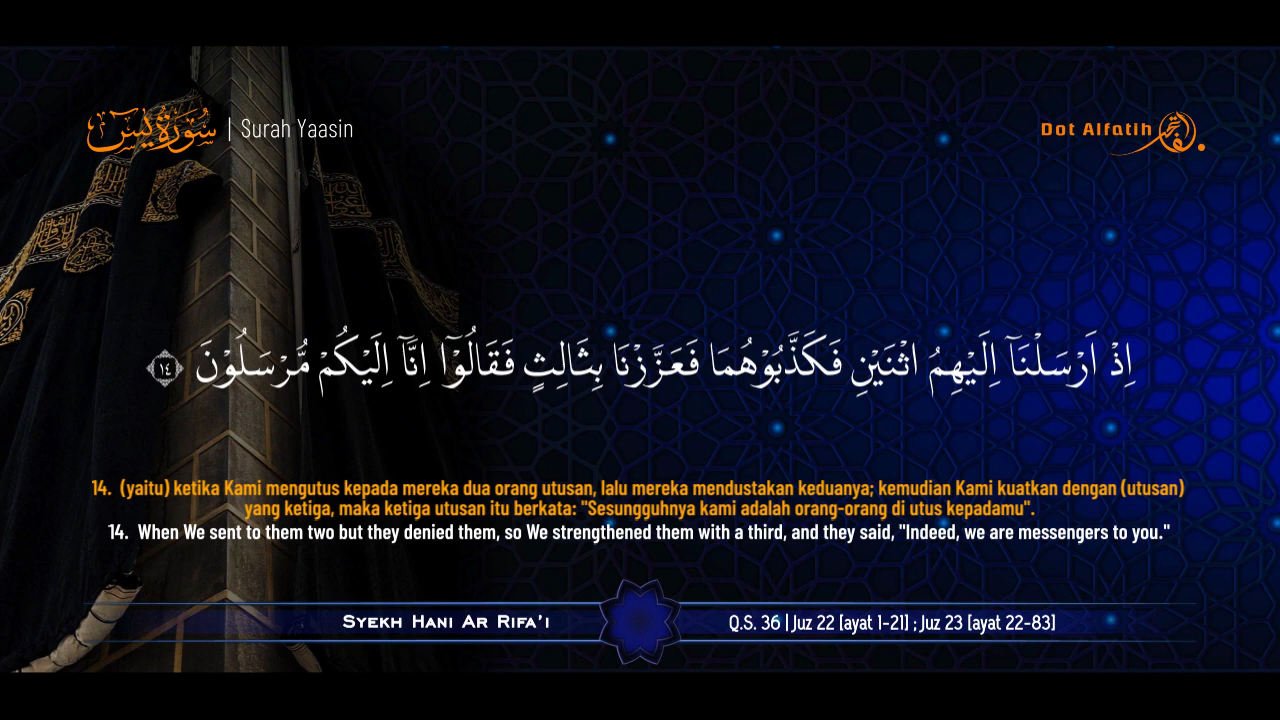 سُوْرَةُ يٰسٓ | Surah Yaasin
Dot Alfatih
اِذْ اَرْسَلْنَآ اِلَيْهِمُ اثْنَيْنِ فَكَذَّبُوْهُمَا فَعَزَّزْنَا بِثَالِثٍ فَقَالُوْٓا اِنَّآ اِلَيْكُمْ مُّرْسَلُوْنَ ١٤
14. (yaitu) ketika Kami mengutus kepada mereka dua orang utusan, lalu mereka mendustakan keduanya; kemudian Kami kuatkan dengan (utusan)
yang ketiga, maka ketiga utusan itu berkata: "Sesungguhnya kami adalah orang-orang di utus kepadamu".
14. When We sent to them two but they denied them, so We strengthened them with a third, and they said, "Indeed, we are messengers to you."
Syekh Hani Ar Rifa'i
Q.S. 36 | Juz 22 [ayat 1-21] ; Juz 23 [ayat 22-83]